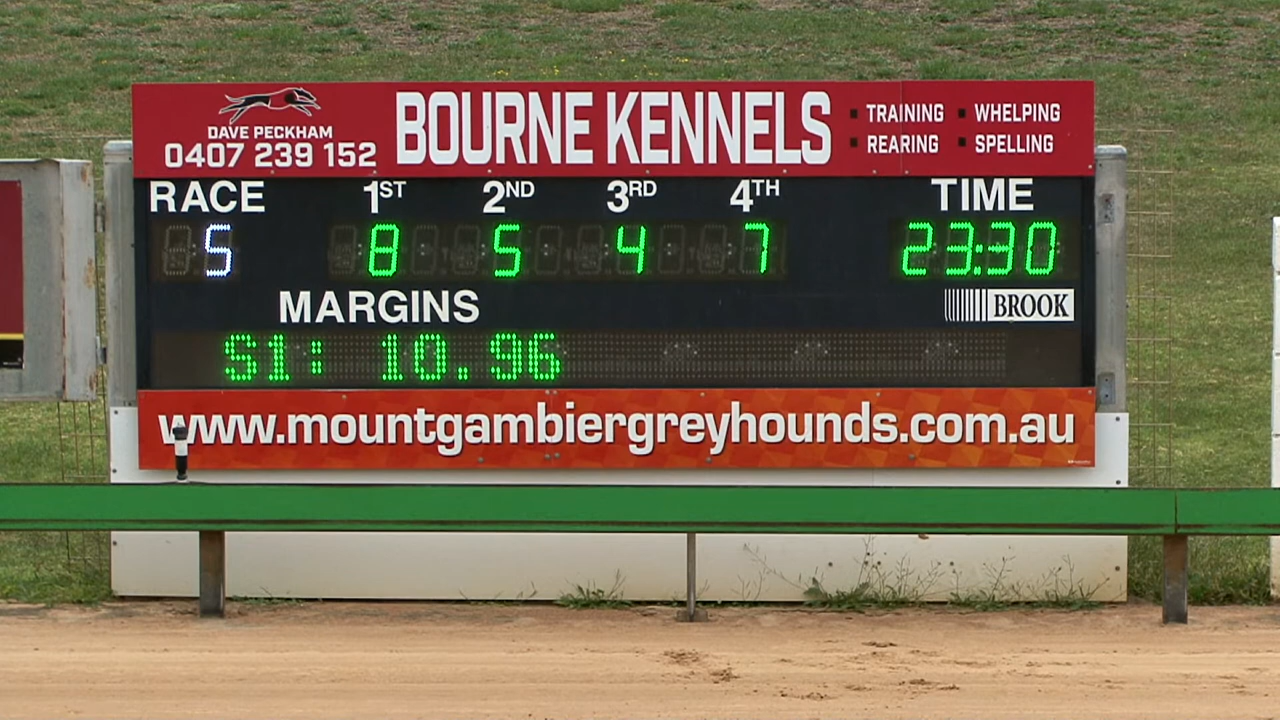 BOURNE KENNELS
DAVE PECKHAM
0407 239 152
▪ TRAINING ▪ WHELPING
▪ REARING ▪ SPELLING
RACE 1ST 2ND 3RD 4TH TIME
5 8 5 4 7 23:30
MARGINS
BROOK
S1: 10.96
www.mountgambiergreyhounds.com.au